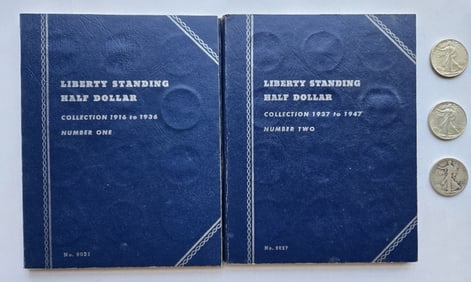 LIBERTY STANDING
HALF DOLLAR
COLLECTION 1916 to 1936
NUMBER ONE
No. 9021
LIBERTY STANDING
HALF DOLLAR
COLLECTION 1937 to 1947
NUMBER TWO
No. 9027